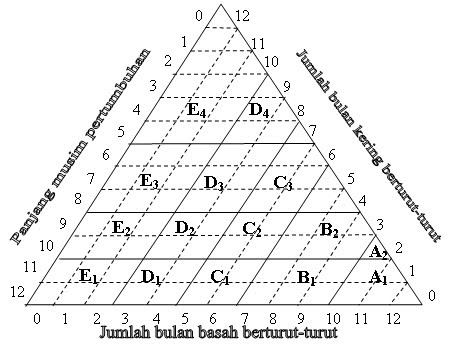 0 12
1 11
2 10
3 9
4 E4 D4 8
5 7
6 6
7 E3 D3 C3 5
8 4
9 E2 D2 C2 B2 3
10 A2 2
11 E1 D1 C1 B1 A1 1
12 0
0 1 2 3 4 5 6 7 8 9 10 11 12
Panjang musim pertumbuhan
Jumlah bulan kering berturut-turut
Jumlah bulan basah berturut-turut